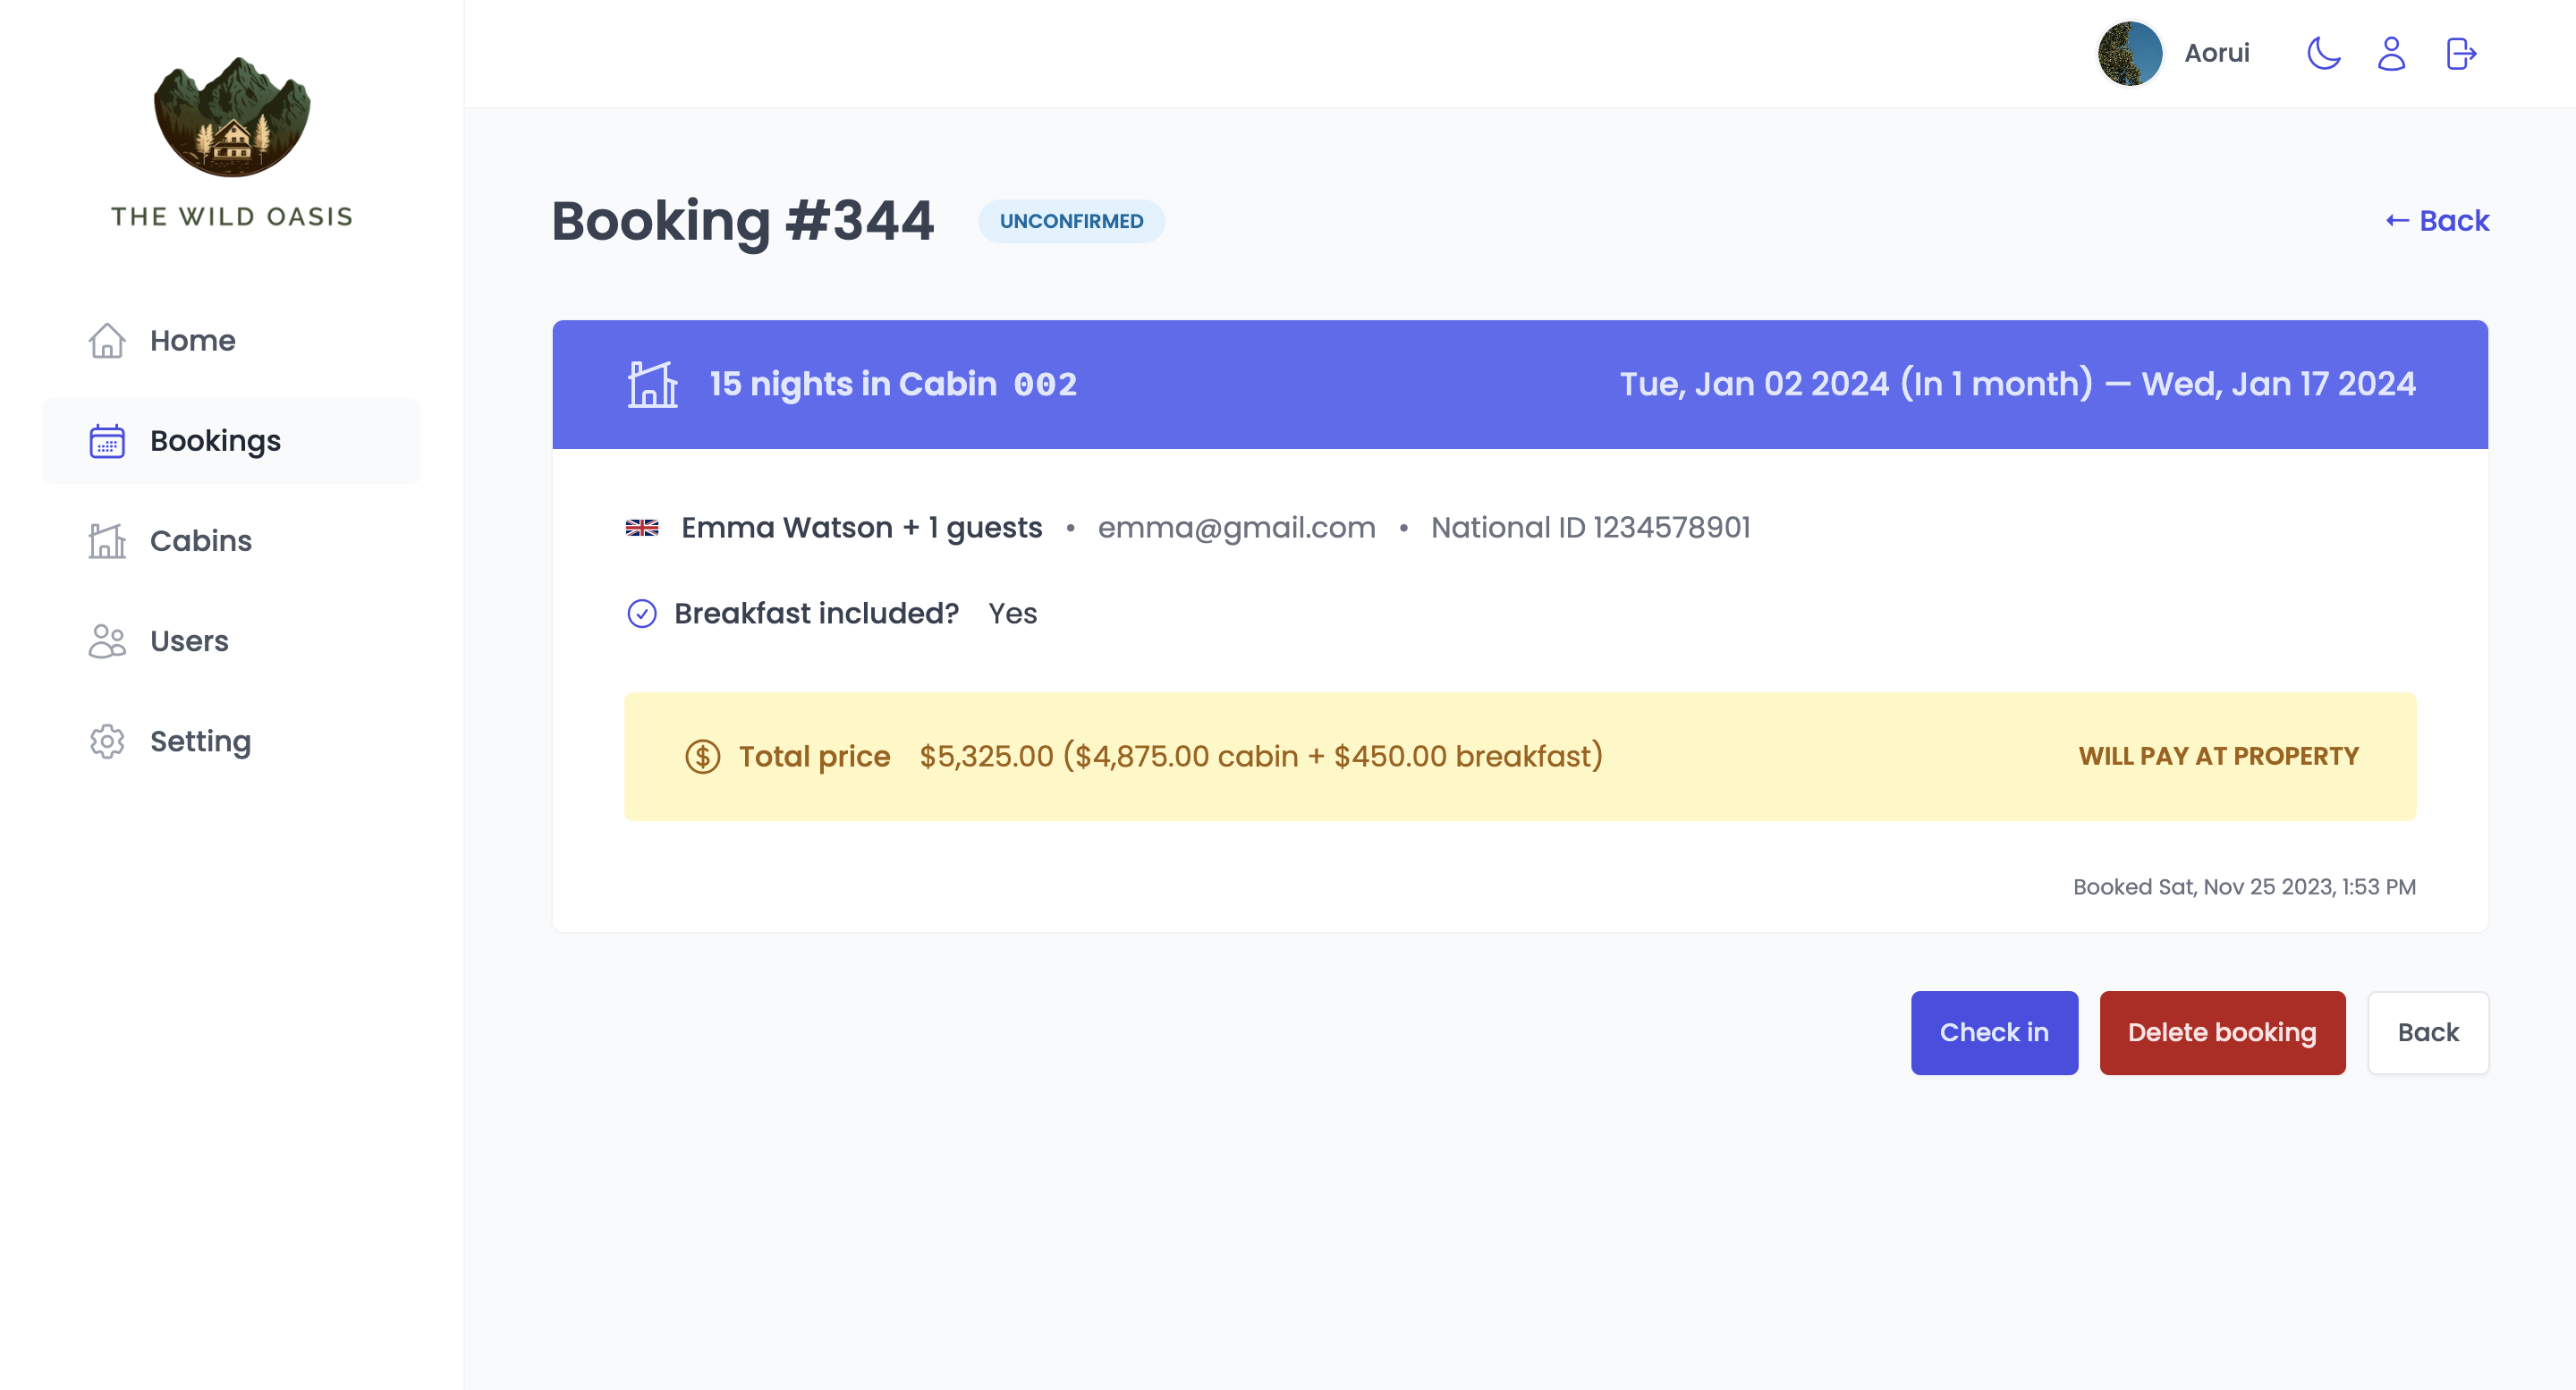 THE WILD OASIS
Home
Bookings
Cabins
Users
Setting
Aorui
Booking #344 UNCONFIRMED ← Back
15 nights in Cabin 002 Tue, Jan 02 2024 (In 1 month) — Wed, Jan 17 2024
Emma Watson + 1 guests • emma@gmail.com • National ID 1234578901
Breakfast included? Yes
Total price $5,325.00 ($4,875.00 cabin + $450.00 breakfast) WILL PAY AT PROPERTY
Booked Sat, Nov 25 2023, 1:53 PM
Check in Delete booking Back